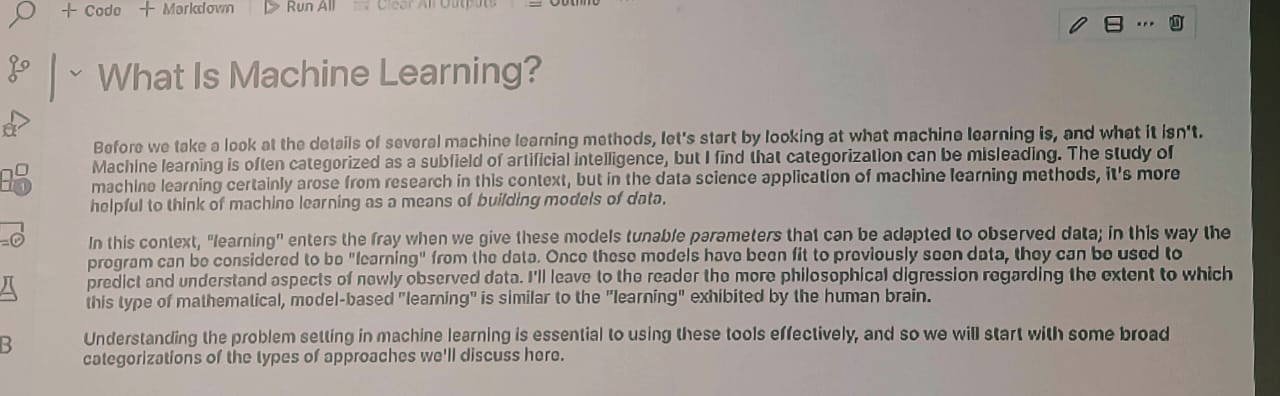 + Code + Markdown Run All Clear All Outputs Outline ...
What Is Machine Learning?
Before we take a look at the details of several machine learning methods, let's start by looking at what machine learning is, and what it isn't.
Machine learning is often categorized as a subfield of artificial intelligence, but I find that categorization can be misleading. The study of
machine learning certainly arose from research in this context, but in the data science application of machine learning methods, it's more
helpful to think of machine learning as a means of building models of data.
In this context, "learning" enters the fray when we give these models tunable parameters that can be adapted to observed data; in this way the
program can be considered to be "learning" from the data. Once these models have been fit to previously seen data, they can be used to
predict and understand aspects of newly observed data. I'll leave to the reader the more philosophical digression regarding the extent to which
this type of mathematical, model-based "learning" is similar to the "learning" exhibited by the human brain.
Understanding the problem setting in machine learning is essential to using these tools effectively, and so we will start with some broad
categorizations of the types of approaches we'll discuss here.
1
B